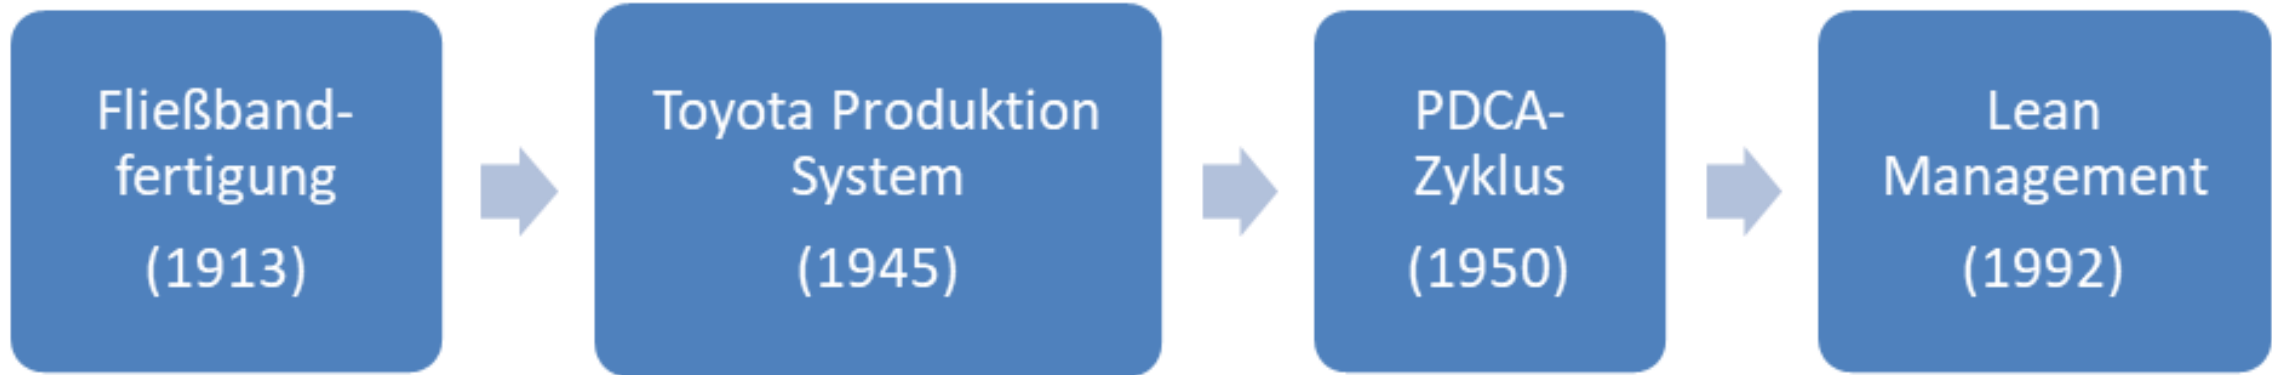 Fließband-
fertigung
(1913)
Toyota Produktion
System
(1945)
PDCA-
Zyklus
(1950)
Lean
Management
(1992)